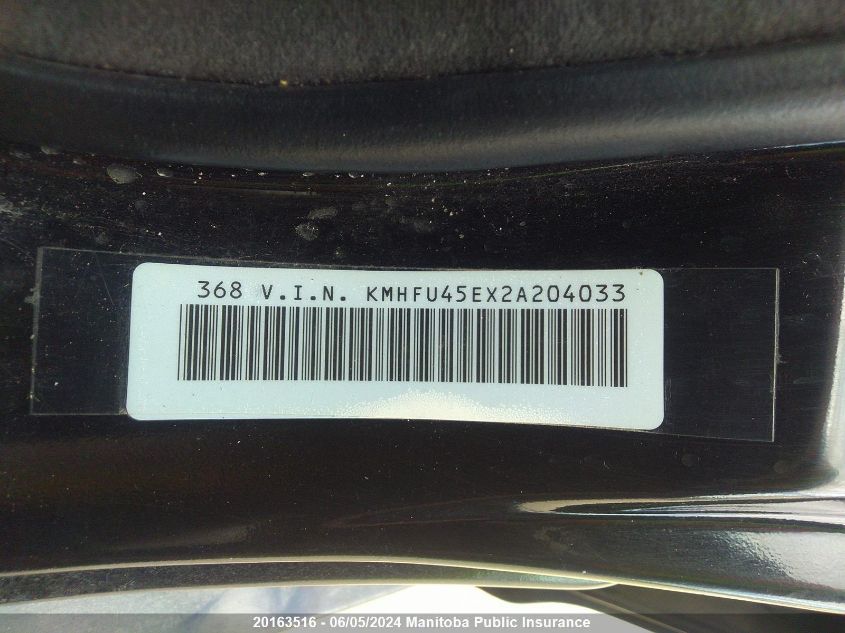 368 V.I.N. KMHFU45EX2A204033
20163516 - 06/05/2024 Manitoba Public Insurance